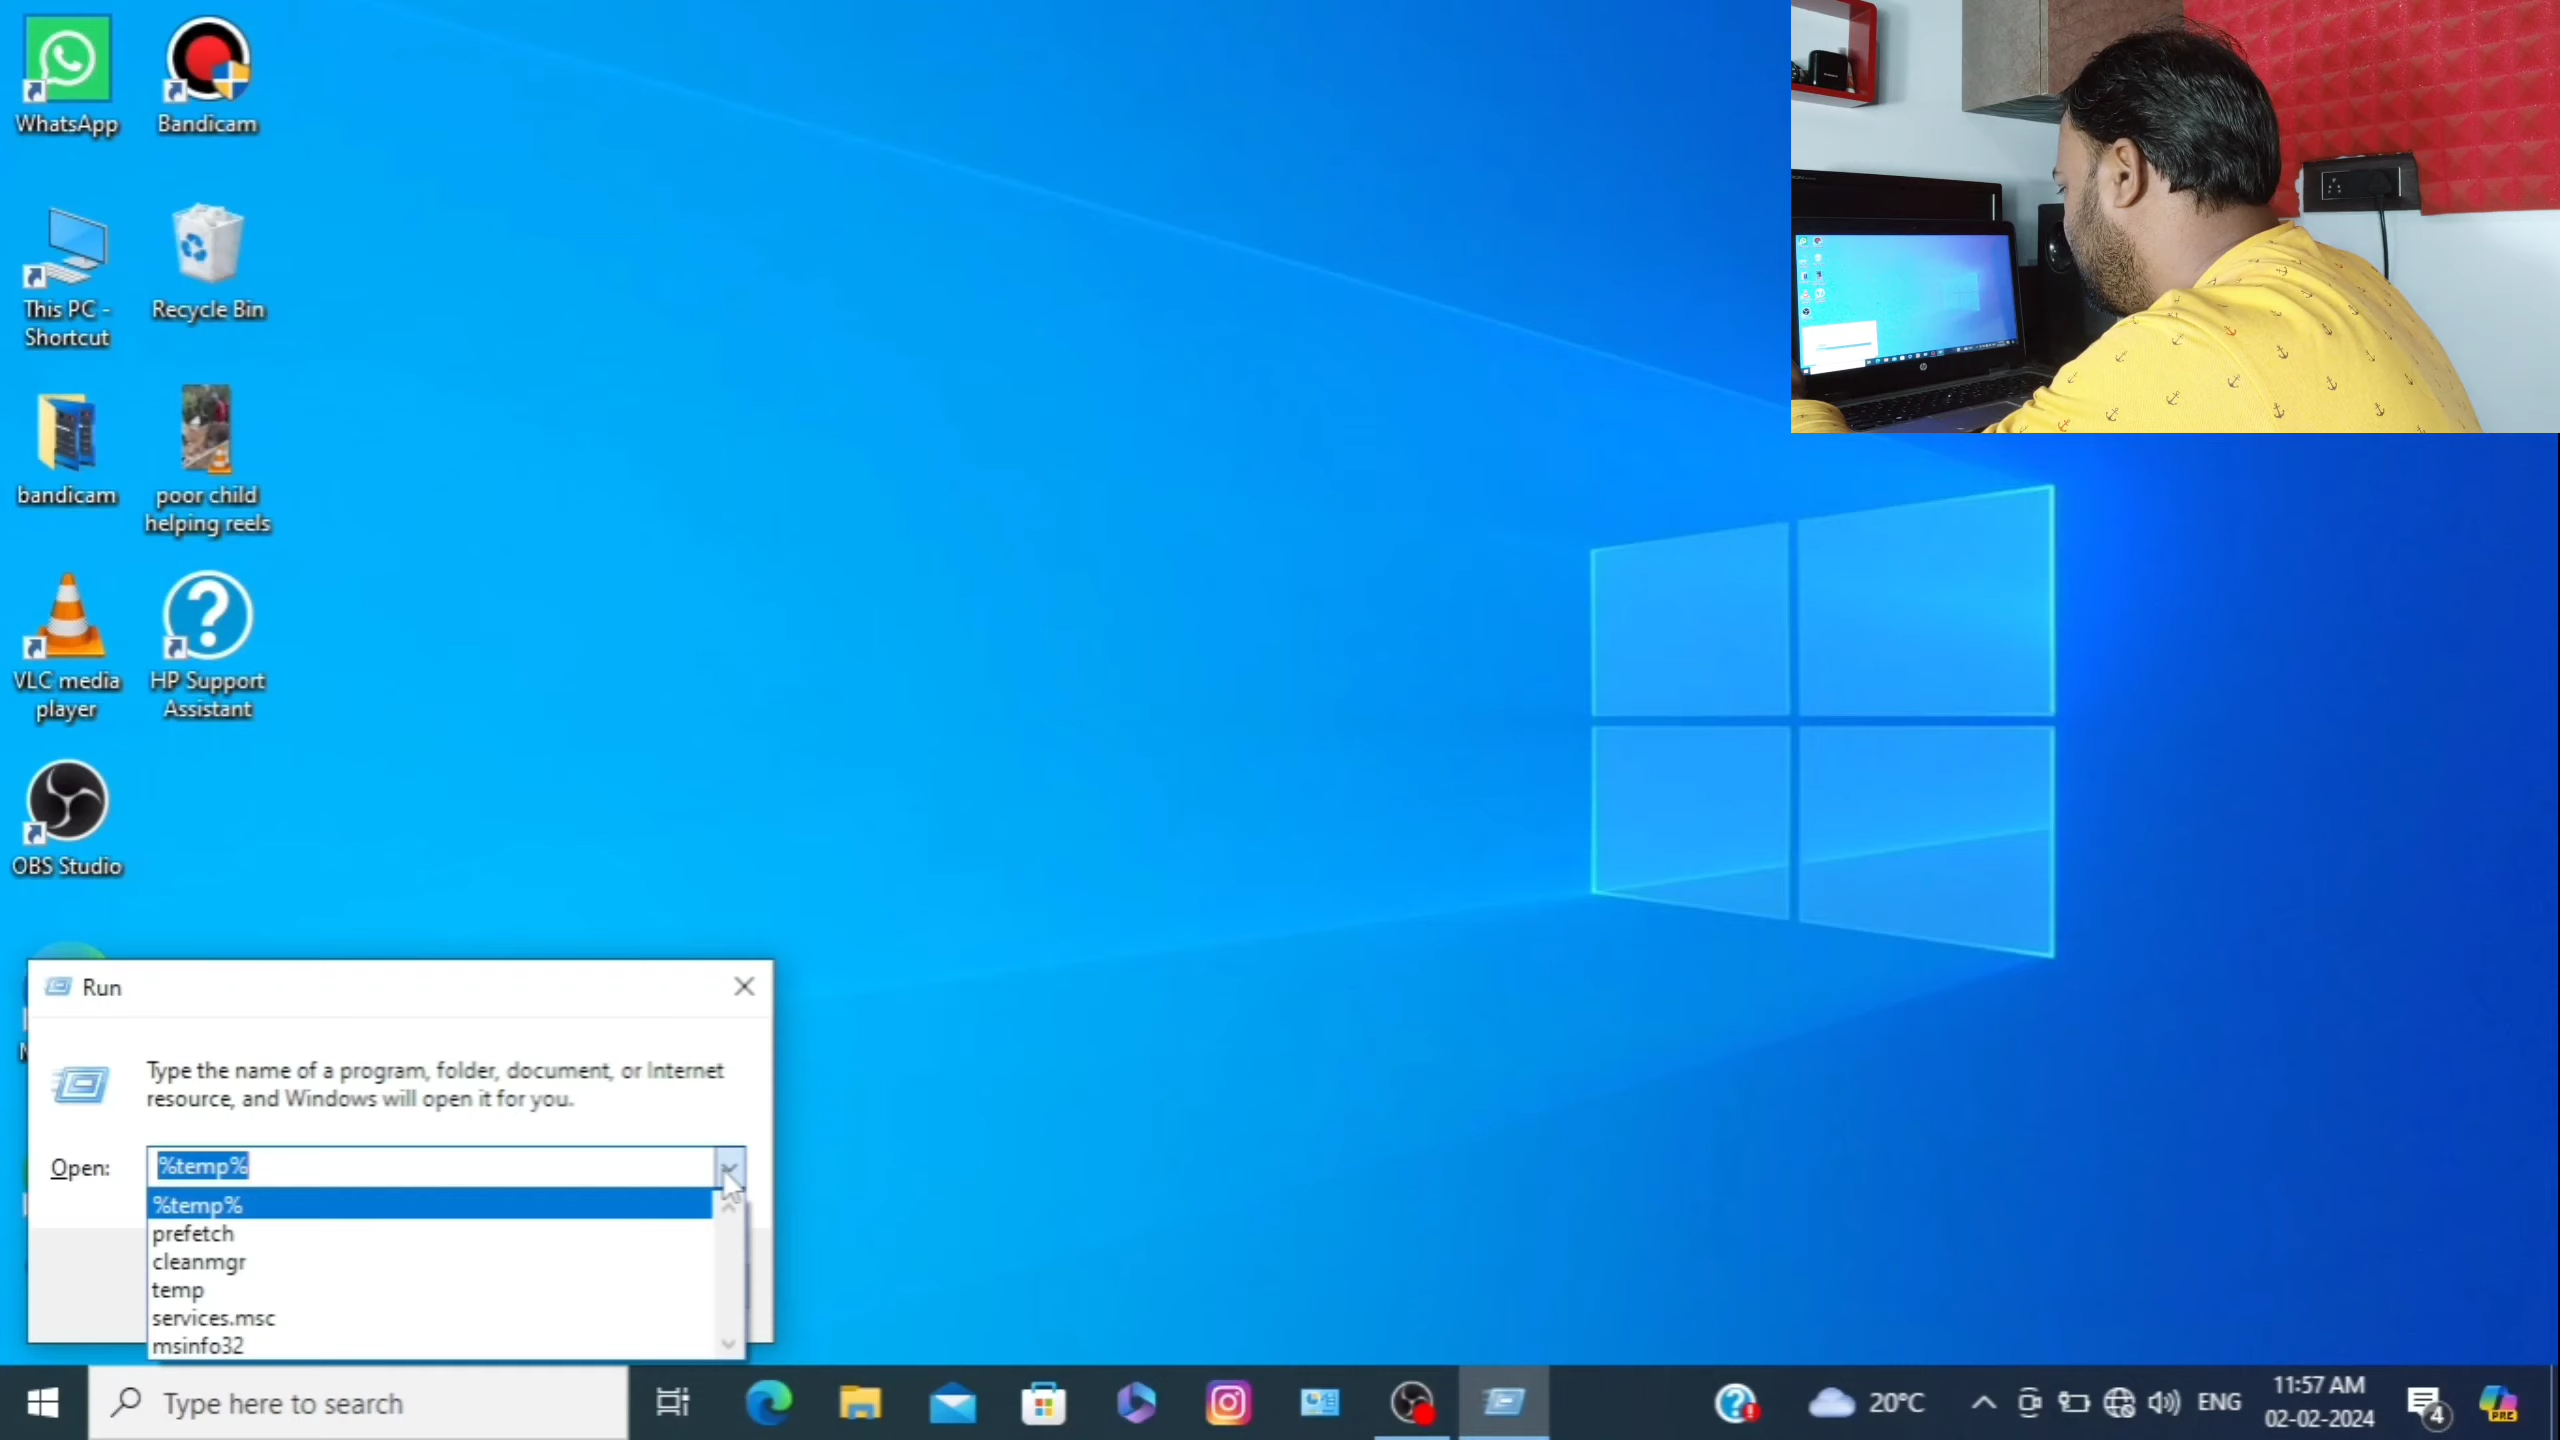 WhatsApp
Bandicam
This PC -
Shortcut
Recycle Bin
bandicam
poor child
helping reels
VLC media
player
HP Support
Assistant
OBS Studio
Run
Type the name of a program, folder, document, or Internet
resource, and Windows will open it for you.
Open:
%temp%
%temp%
prefetch
cleanmgr
temp
services.msc
msinfo32
Type here to search
20°C
ENG
11:57 AM
02-02-2024
4
PRE